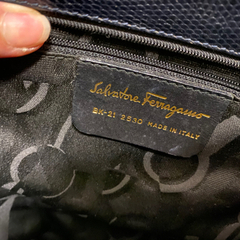 Salvatore Ferragamo
BK-21 2530 MADE IN ITALY